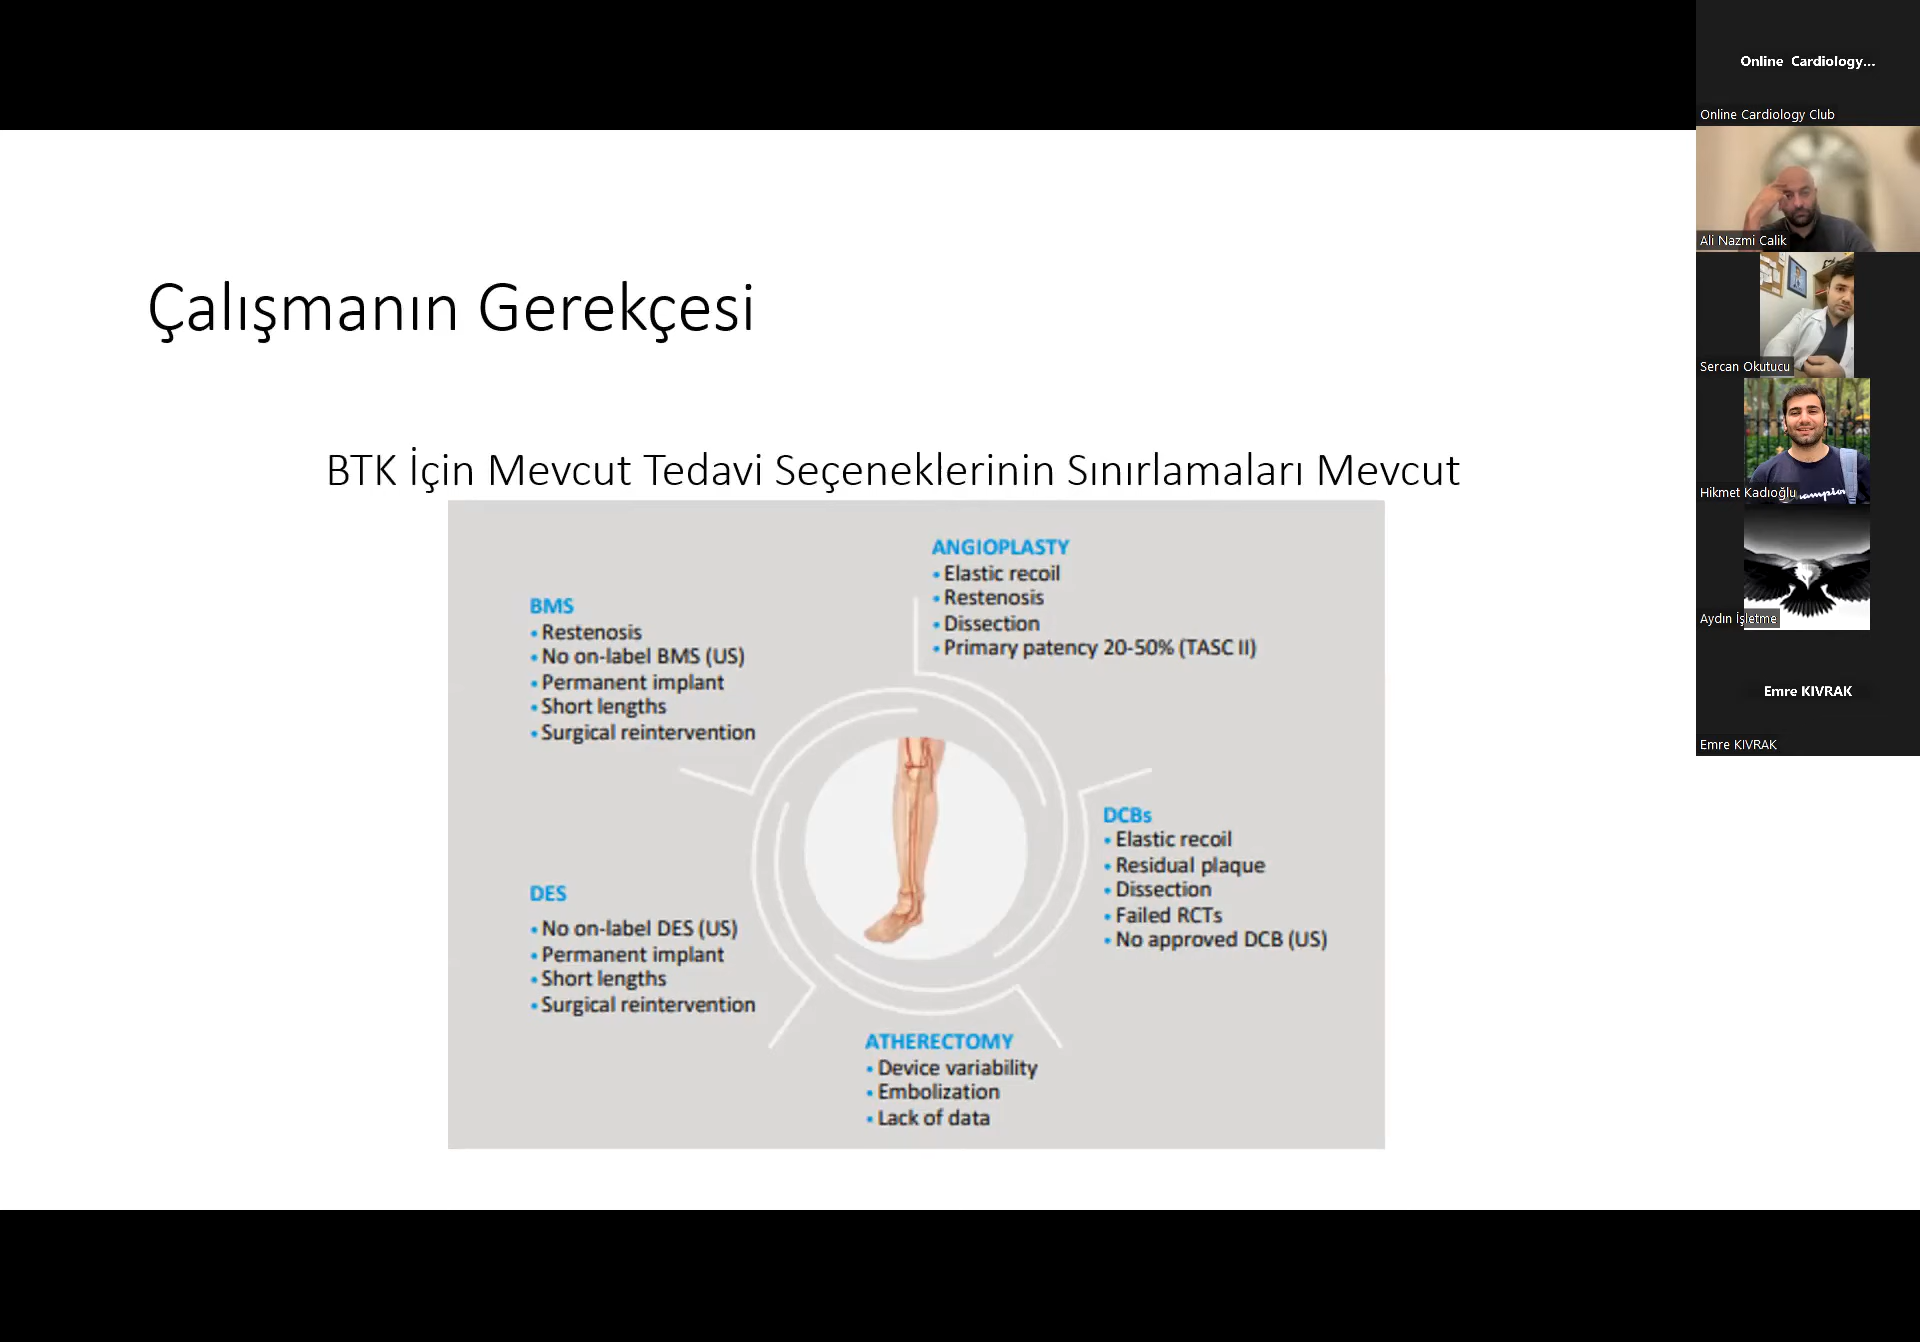 Çalışmanın Gerekçesi
BTK İçin Mevcut Tedavi Seçeneklerinin Sınırlamaları Mevcut
ANGIOPLASTY
• Elastic recoil
• Restenosis
• Dissection
• Primary patency 20-50% (TASC II)
BMS
• Restenosis
• No on-label BMS (US)
• Permanent implant
• Short lengths
• Surgical reintervention
DCBs
• Elastic recoil
• Residual plaque
• Dissection
• Failed RCTs
• No approved DCB (US)
DES
• No on-label DES (US)
• Permanent implant
• Short lengths
• Surgical reintervention
ATHERECTOMY
• Device variability
• Embolization
• Lack of data
Online Cardiology...
Online Cardiology Club
Ali Nazmi Calik
Sercan Okutucu
Hikmet Kadıoğlu
Aydın İşletme
Emre KIVRAK
Emre KIVRAK